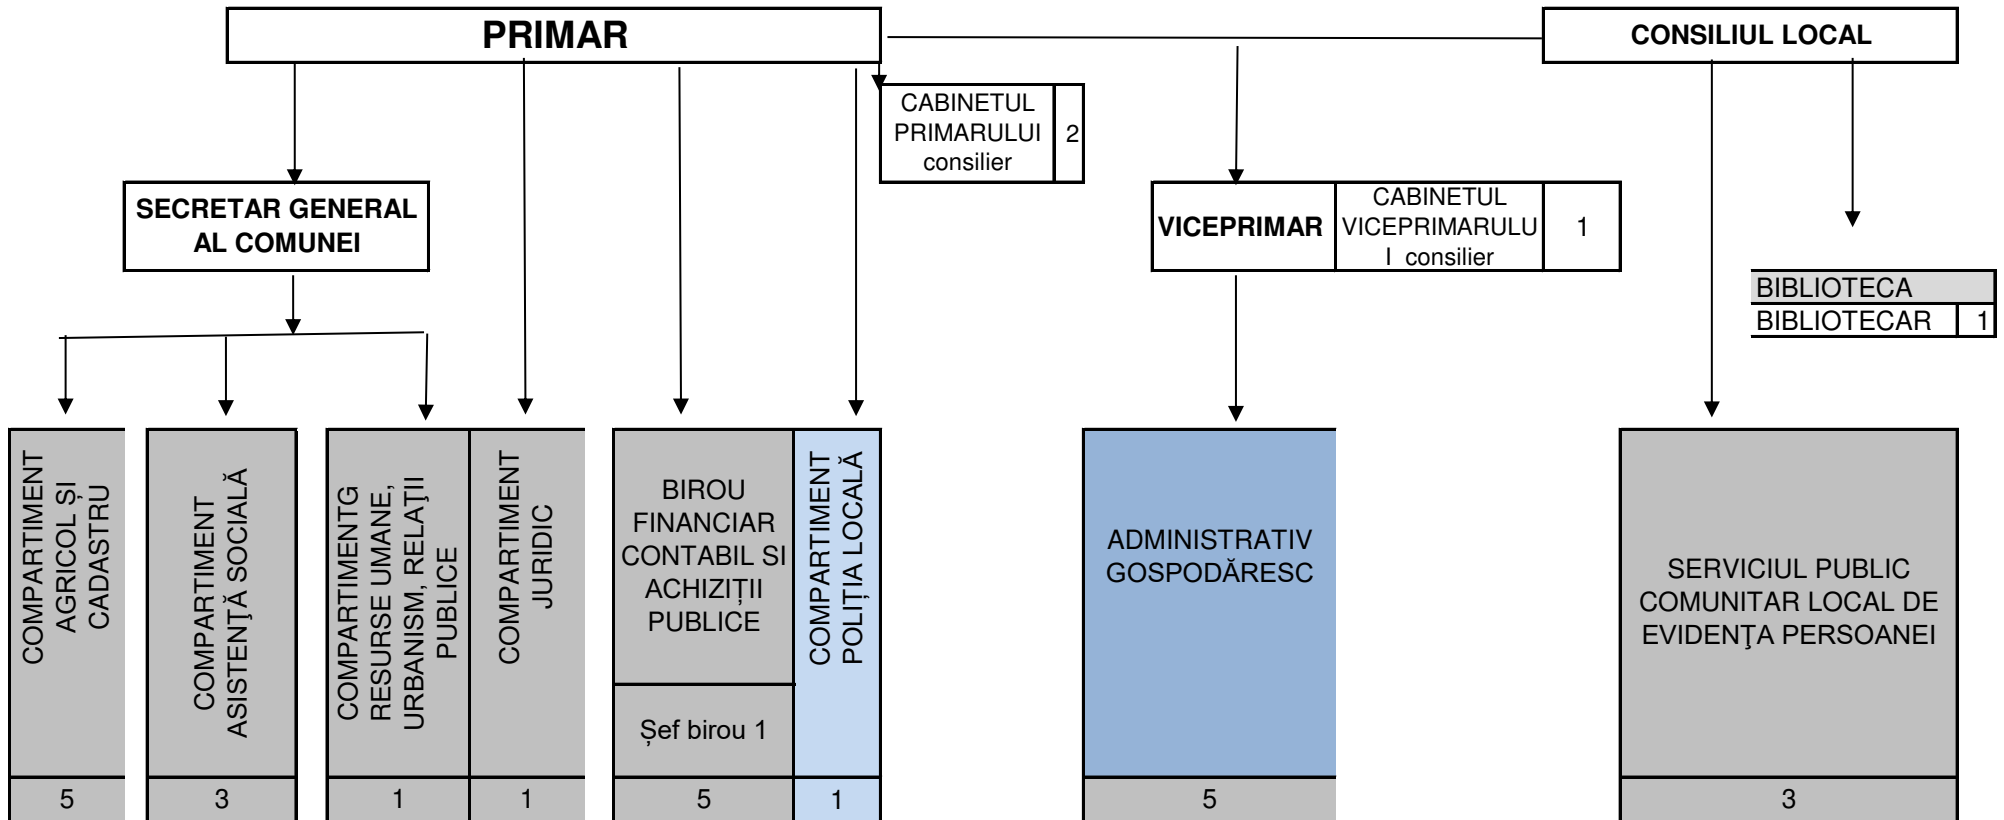 PRIMAR
CONSILIUL LOCAL
CABINETUL
PRIMARULUI
consilier
2
SECRETAR GENERAL
AL COMUNEI
VICEPRIMAR
CABINETUL
VICEPRIMARULU
I consilier
1
BIBLIOTECA
BIBLIOTECAR
1
COMPARTIMENT
AGRICOL ȘI
CADASTRU
5
COMPARTIMENT
ASISTENŢĂ SOCIALĂ
3
COMPARTIMENTG
RESURSE UMANE,
URBANISM, RELAŢII
PUBLICE
1
COMPARTIMENT
JURIDIC
1
BIROU
FINANCIAR
CONTABIL SI
ACHIZIȚII
PUBLICE
Șef birou 1
5
COMPARTIMENT
POLIȚIA LOCALĂ
1
ADMINISTRATIV
GOSPODĂRESC
5
SERVICIUL PUBLIC
COMUNITAR LOCAL DE
EVIDENŢA PERSOANEI
3